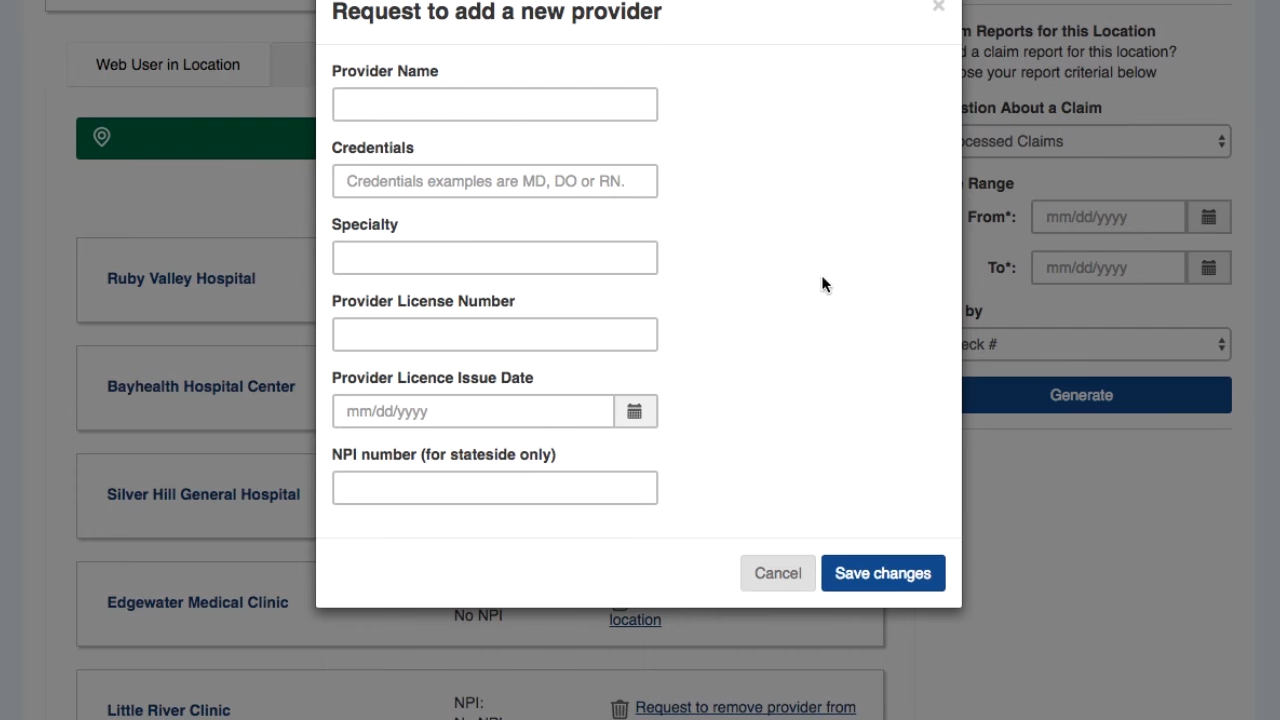 Request to add a new provider
×
Provider Name
Credentials
Credentials examples are MD, DO or RN.
Specialty
Provider License Number
Provider Licence Issue Date
mm/dd/yyyy
NPI number (for stateside only)
Cancel
Save changes
Web User in Location
Ruby Valley Hospital
Bayhealth Hospital Center
Silver Hill General Hospital
Edgewater Medical Clinic
No NPI
location
Little River Clinic
NPI:
No NPI
Request to remove provider from
Reports for this Location
a claim report for this location?
your report criterial below
About a Claim
Claims
Range
From*:
mm/dd/yyyy
To*:
mm/dd/yyyy
by
#
Generate